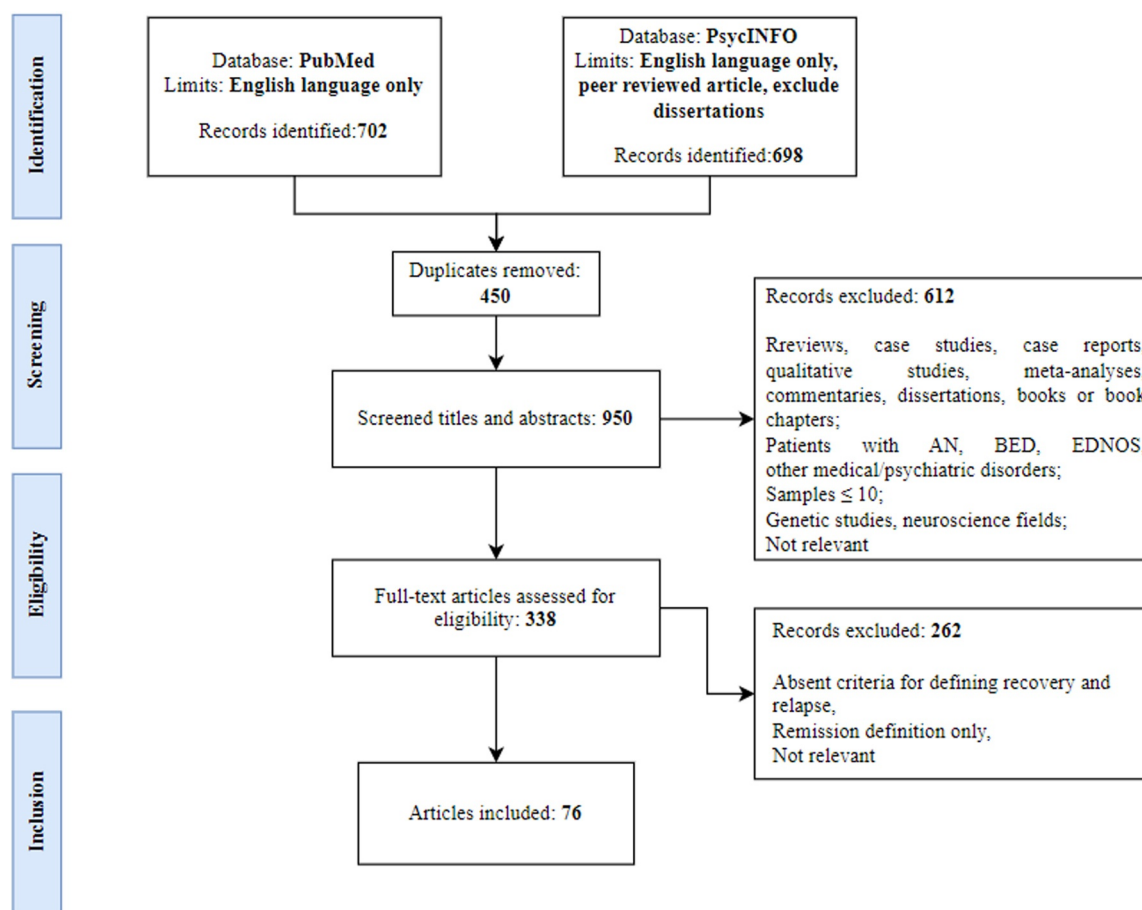 Identification
Database: PubMed
Limits: English language only
Records identified:702
Database: PsycINFO
Limits: English language only,
peer reviewed article, exclude
dissertations
Records identified:698
Screening
Duplicates removed:
450
Screened titles and abstracts: 950
Records excluded: 612
Rreviews, case studies, case reports
qualitative studies, meta-analyses
commentaries, dissertations, books or book
chapters;
Patients with AN, BED, EDNOS
other medical/psychiatric disorders;
Samples ≤ 10;
Genetic studies, neuroscience fields;
Not relevant
Eligibility
Full-text articles assessed for
eligibility: 338
Records excluded: 262
Absent criteria for defining recovery and
relapse,
Remission definition only,
Not relevant
Inclusion
Articles included: 76